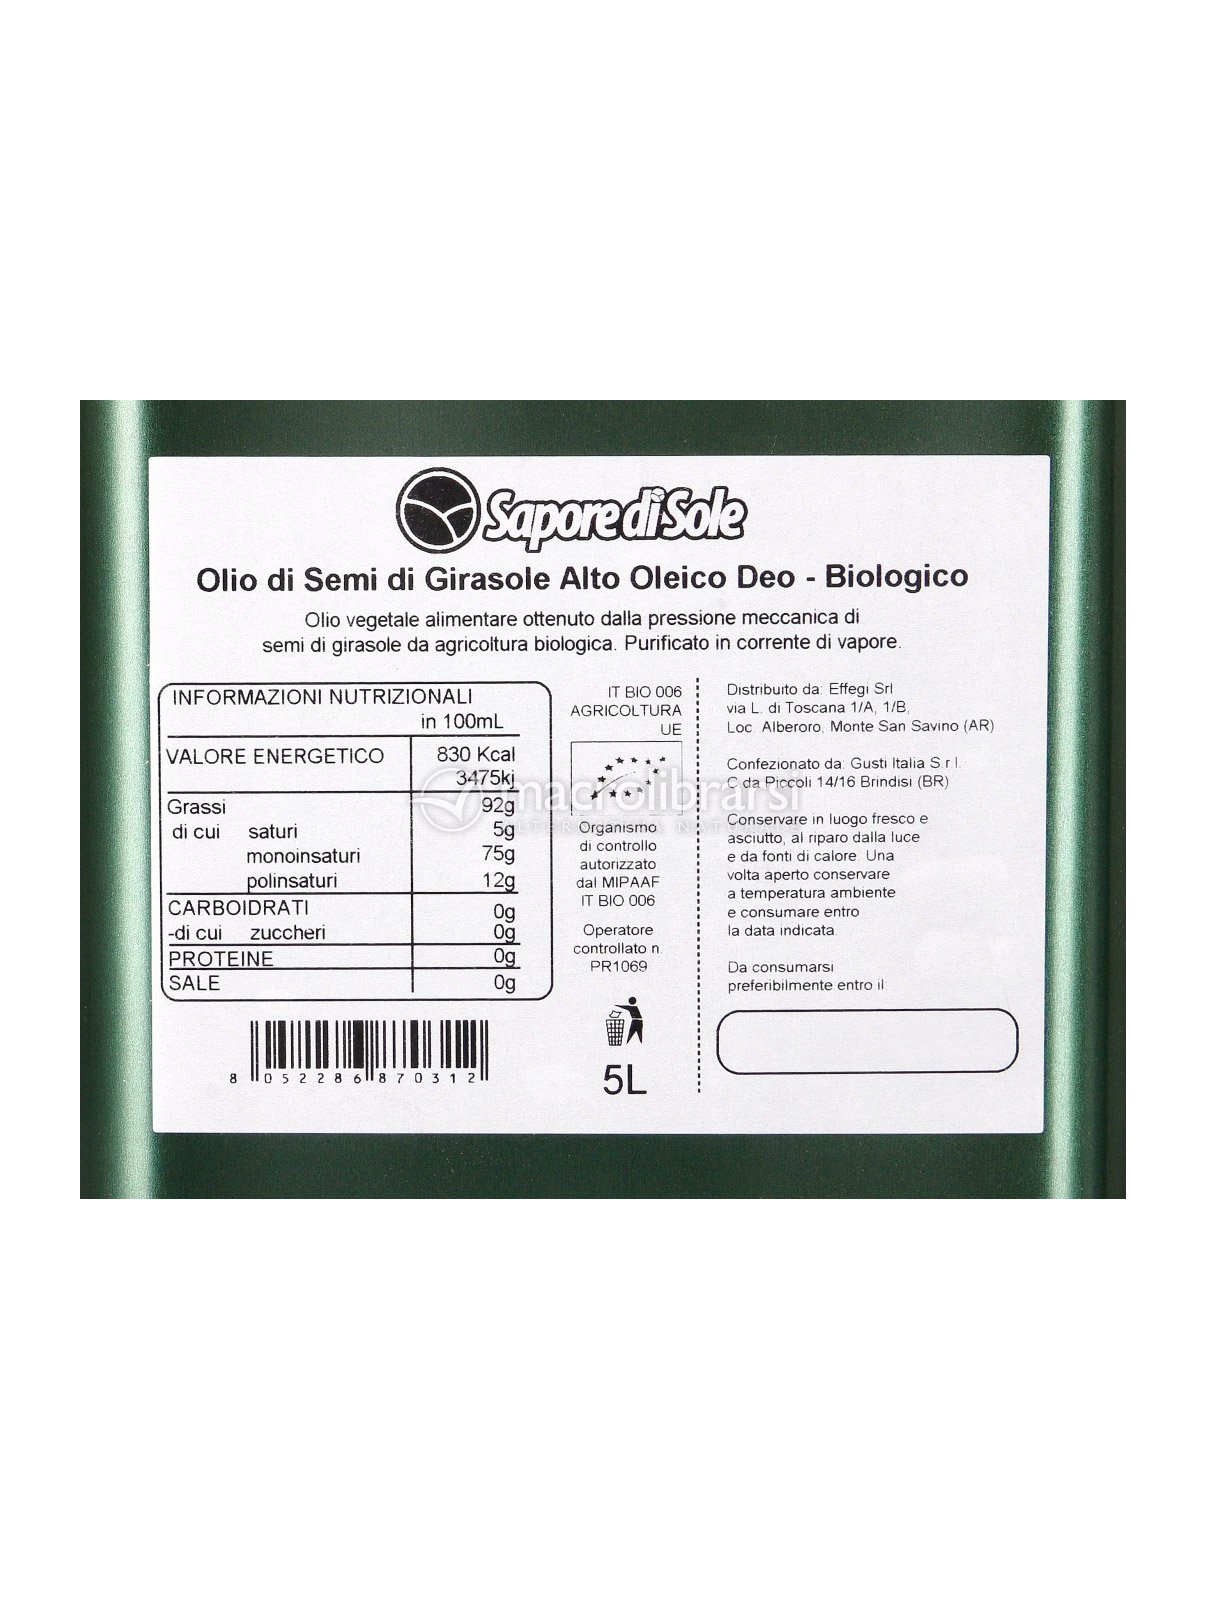 SaporediSole
Olio di Semi di Girasole Alto Oleico Deo - Biologico
Olio vegetale alimentare ottenuto dalla pressione meccanica di
semi di girasole da agricoltura biologica. Purificato in corrente di vapore.
INFORMAZIONI NUTRIZIONALI
in 100mL
VALORE ENERGETICO 830 Kcal
3475kj
Grassi 92g
di cui saturi 5g
monoinsaturi 75g
polinsaturi 12g
CARBOIDRATI 0g
-di cui zuccheri 0g
PROTEINE 0g
SALE 0g
8 052286 870312
IT BIO 006
AGRICOLTURA
UE
Organismo
di controllo
autorizzato
dal MIPAAF
IT BIO 006
Operatore
controllato n.
PR1069
5L
Distribuito da: Effegi Srl
via L. di Toscana 1/A, 1/B,
Loc. Alberoro, Monte San Savino (AR)
Confezionato da: Gusti Italia S.r.l.
C.da Piccoli 14/16 Brindisi (BR)
Conservare in luogo fresco e
asciutto, al riparo dalla luce
e da fonti di calore. Una
volta aperto conservare
a temperatura ambiente
e consumare entro
la data indicata.
Da consumarsi
preferibilmente entro il:
macrolibrarsi